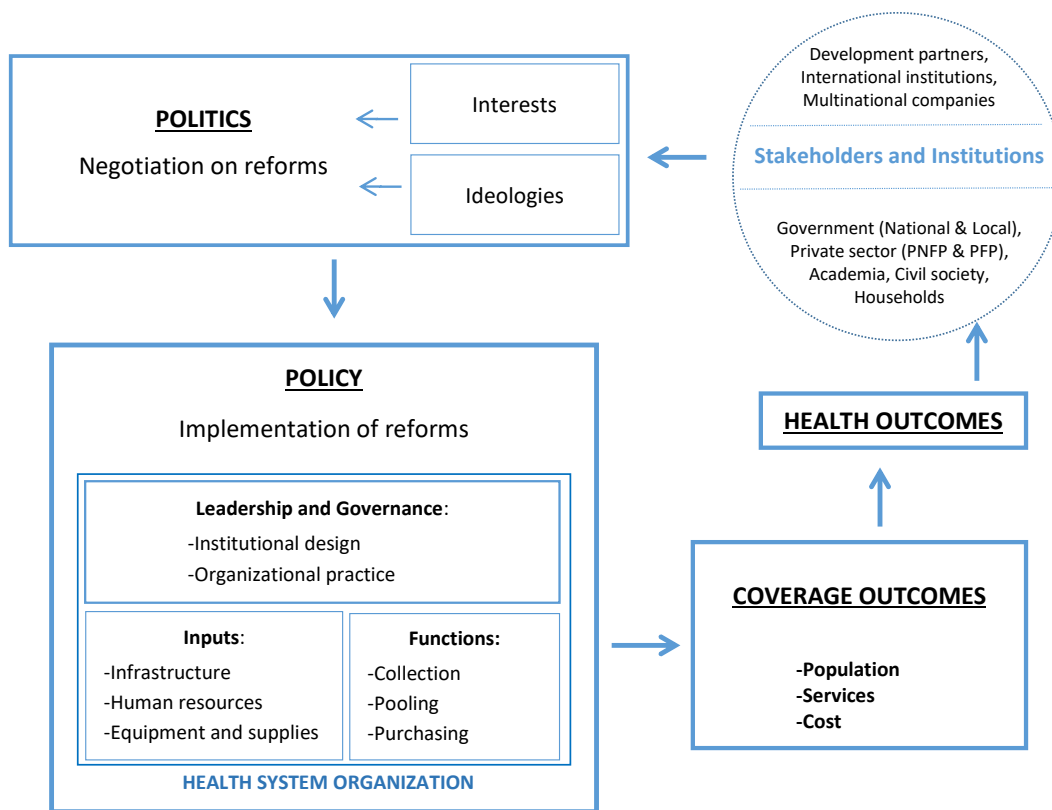 POLITICS
Negotiation on reforms
Interests
Ideologies
Development partners,
International institutions,
Multinational companies
Stakeholders and Institutions
Government (National & Local),
Private sector (PNFP & PFP),
Academia, Civil society,
Households
POLICY
Implementation of reforms
Leadership and Governance:
-Institutional design
-Organizational practice
Inputs:
-Infrastructure
-Human resources
-Equipment and supplies
Functions:
-Collection
-Pooling
-Purchasing
HEALTH SYSTEM ORGANIZATION
COVERAGE OUTCOMES
-Population
-Services
-Cost
HEALTH OUTCOMES